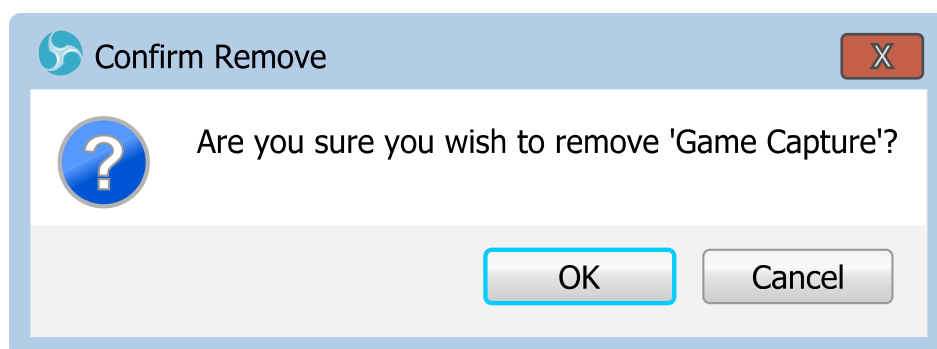 Confirm Remove
X
Are you sure you wish to remove 'Game Capture'?
OK
Cancel